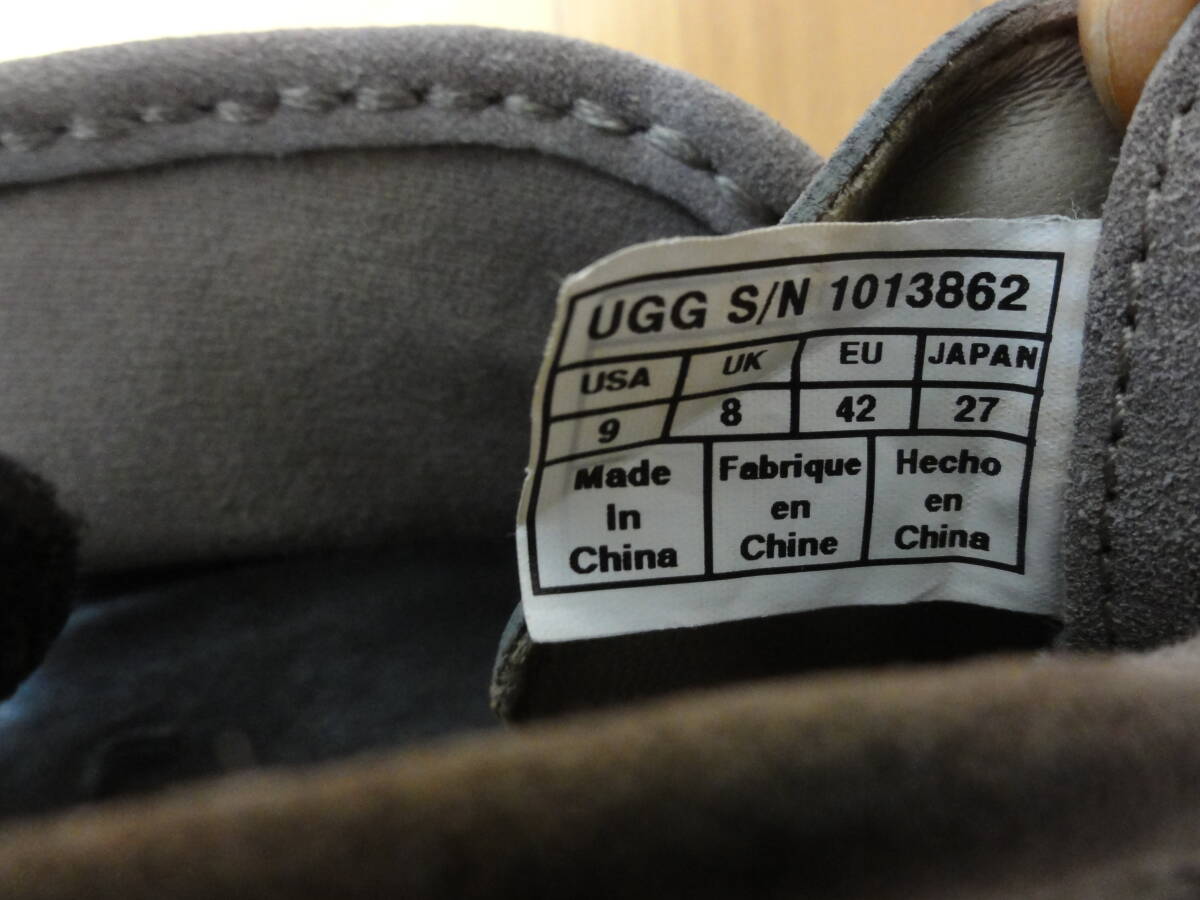 UGG S/N 1013862
USA UK EU JAPAN
9 8 42 27
Made In China
Fabrique en Chine
Hecho en China